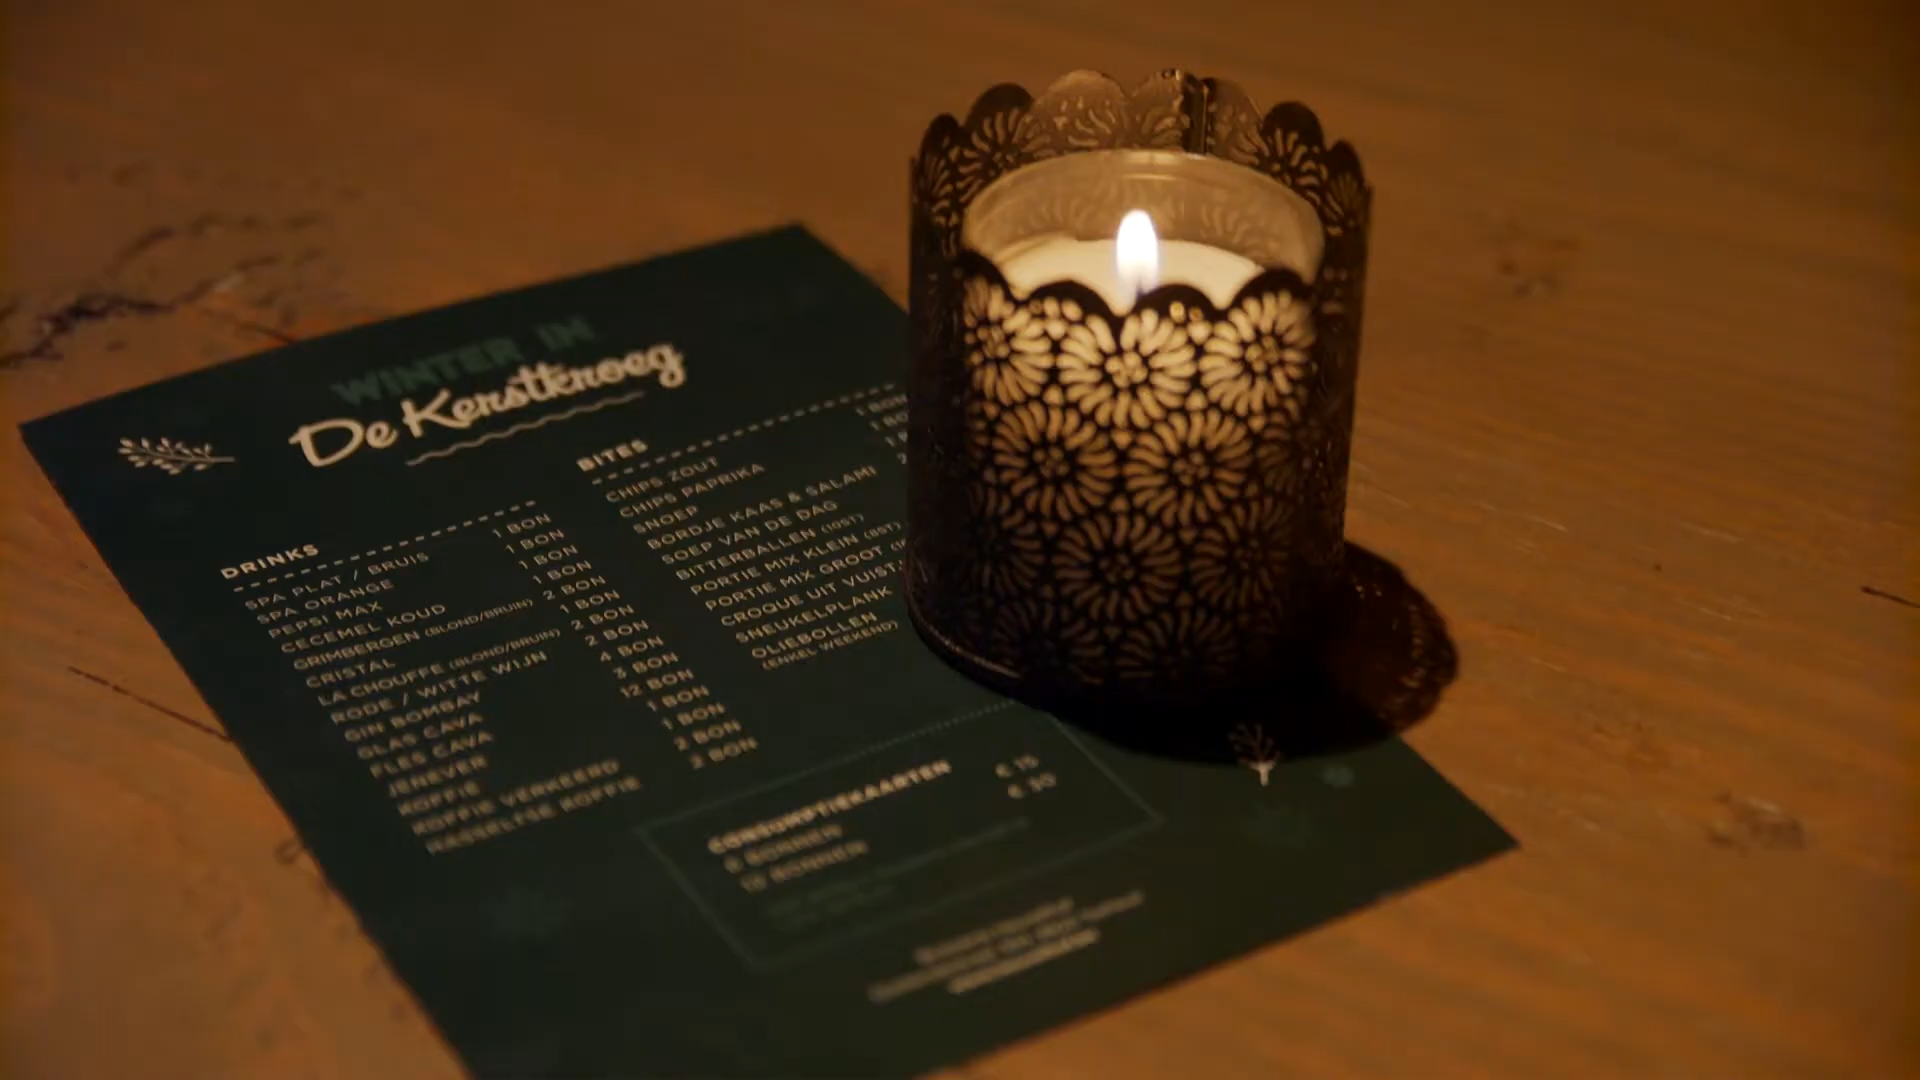 WINTER IN
De Kerstkroeg
DRINKS
SPA PLAT / BRUIS 1 BON
SPA ORANGE 1 BON
PEPSI MAX 1 BON
CECEMEL KOUD 1 BON
GRIMBERGEN (BLOND/BRUIN) 2 BON
CRISTAL 1 BON
LA CHOUFFE (BLOND/BRUIN) 2 BON
RODE / WITTE WIJN 2 BON
GIN BOMBAY 4 BON
GLAS CAVA 3 BON
FLES CAVA 12 BON
JENEVER 1 BON
KOFFIE 1 BON
KOFFIE VERKEERD 2 BON
HASSELTSE KOFFIE 2 BON
BITES
CHIPS ZOUT 1 BON
CHIPS PAPRIKA
SNOEP
BORDJE KAAS & SALAMI
SOEP VAN DE DAG
BITTERBALLEN (10ST)
PORTIE MIX KLEIN (8ST)
PORTIE MIX GROOT
CROQUE UIT VUIST
SNEUKELPLANK
OLIEBOLLEN
(ENKEL WEEKEND)
CONSUMPTIEKAARTEN
BONNEN € 15
BONNEN € 30